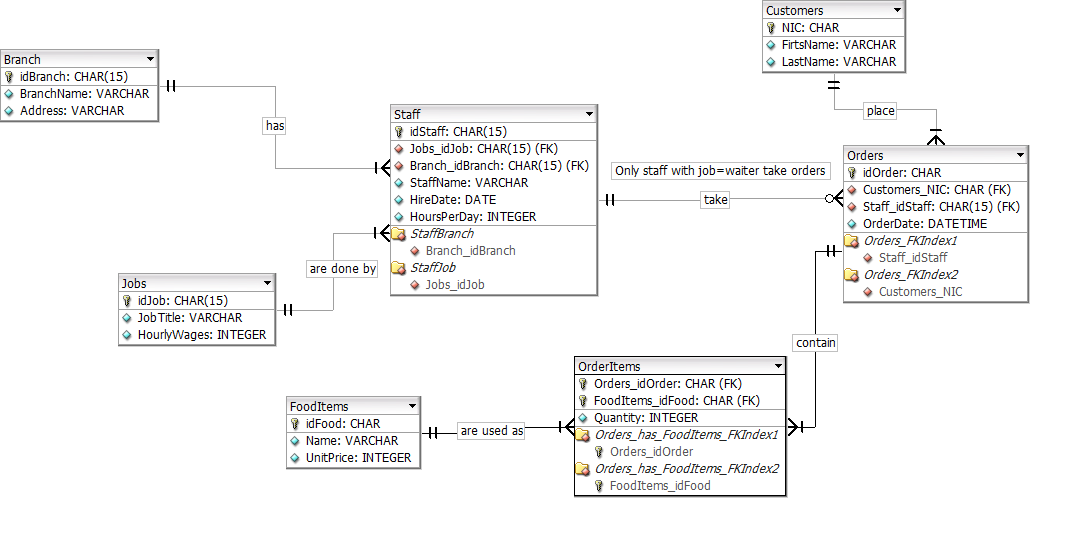 Customers
NIC: CHAR
FirtsName: VARCHAR
LastName: VARCHAR
Branch
idBranch: CHAR(15)
BranchName: VARCHAR
Address: VARCHAR
has
place
Staff
idStaff: CHAR(15)
Jobs_idJob: CHAR(15) (FK)
Branch_idBranch: CHAR(15) (FK)
StaffName: VARCHAR
HireDate: DATE
HoursPerDay: INTEGER
StaffBranch
Branch_idBranch
StaffJob
Jobs_idJob
Only staff with job=waiter take orders
take
Orders
idOrder: CHAR
Customers_NIC: CHAR (FK)
Staff_idStaff: CHAR(15) (FK)
OrderDate: DATETIME
Orders_FKIndex1
Staff_idStaff
Orders_FKIndex2
Customers_NIC
are done by
Jobs
idJob: CHAR(15)
JobTitle: VARCHAR
HourlyWages: INTEGER
contain
OrderItems
Orders_idOrder: CHAR (FK)
FoodItems_idFood: CHAR (FK)
Quantity: INTEGER
Orders_has_FoodItems_FKIndex1
Orders_idOrder
Orders_has_FoodItems_FKIndex2
FoodItems_idFood
FoodItems
idFood: CHAR
Name: VARCHAR
UnitPrice: INTEGER
are used as